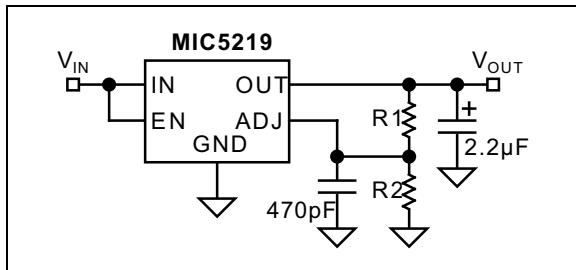 MIC5219
V_IN
V_OUT
IN
OUT
EN
ADJ
GND
R1
+
2.2µF
470pF
R2